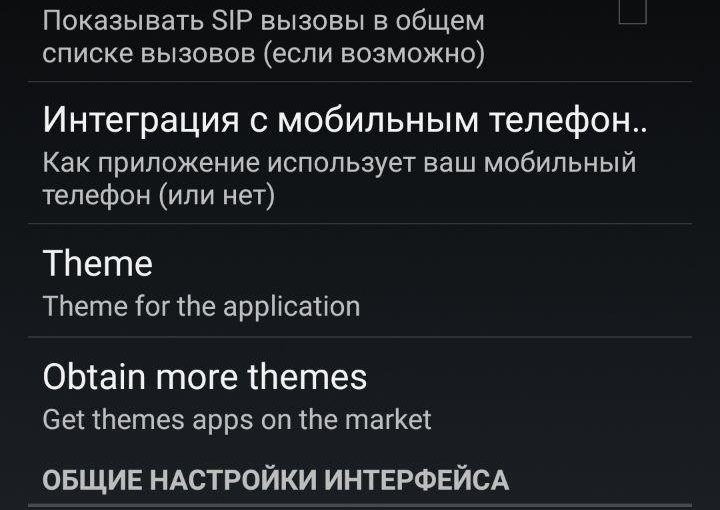 Показывать SIP вызовы в общем
списке вызовов (если возможно)
Интеграция с мобильным телефон..
Как приложение использует ваш мобильный
телефон (или нет)
Theme
Theme for the application
Obtain more themes
Get themes apps on the market
ОБЩИЕ НАСТРОЙКИ ИНТЕРФЕЙСА